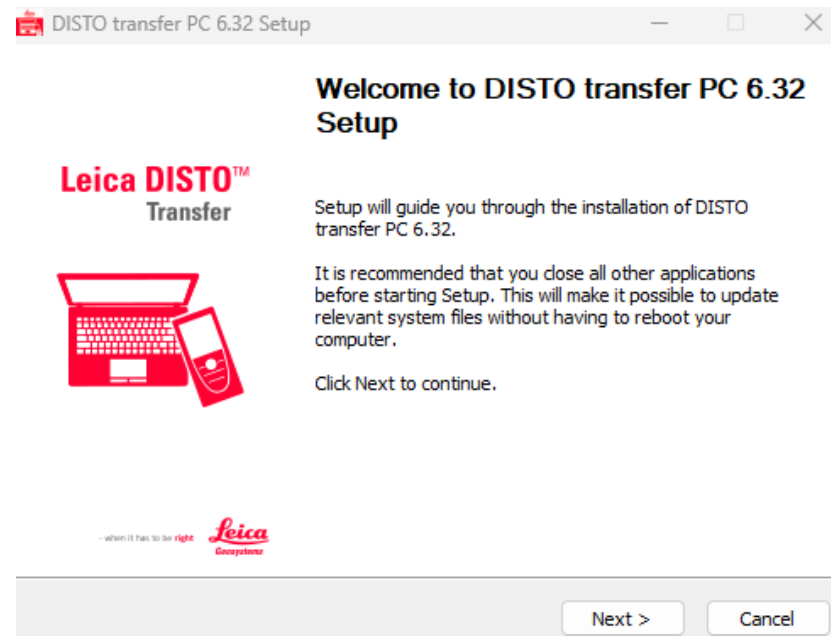 DISTO transfer PC 6.32 Setup
Welcome to DISTO transfer PC 6.32
Setup
Leica DISTO™
Transfer
Setup will guide you through the installation of DISTO
transfer PC 6.32.
It is recommended that you close all other applications
before starting Setup. This will make it possible to update
relevant system files without having to reboot your
computer.
Click Next to continue.
- when it has to be right
Leica
Geosystems
Next >
Cancel